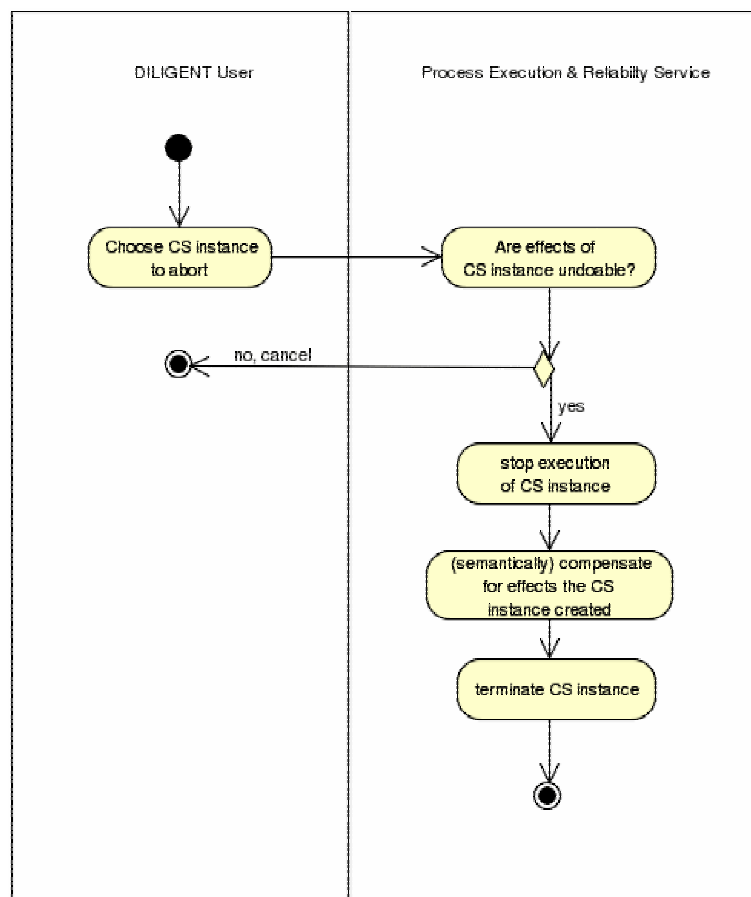 DILIGENT User
Process Execution & Reliabilty Service
Choose CS instance
to abort
Are effects of
CS instance undoable?
no, cancel
yes
stop execution
of CS instance
(semantically) compensate
for effects the CS
instance created
terminate CS instance